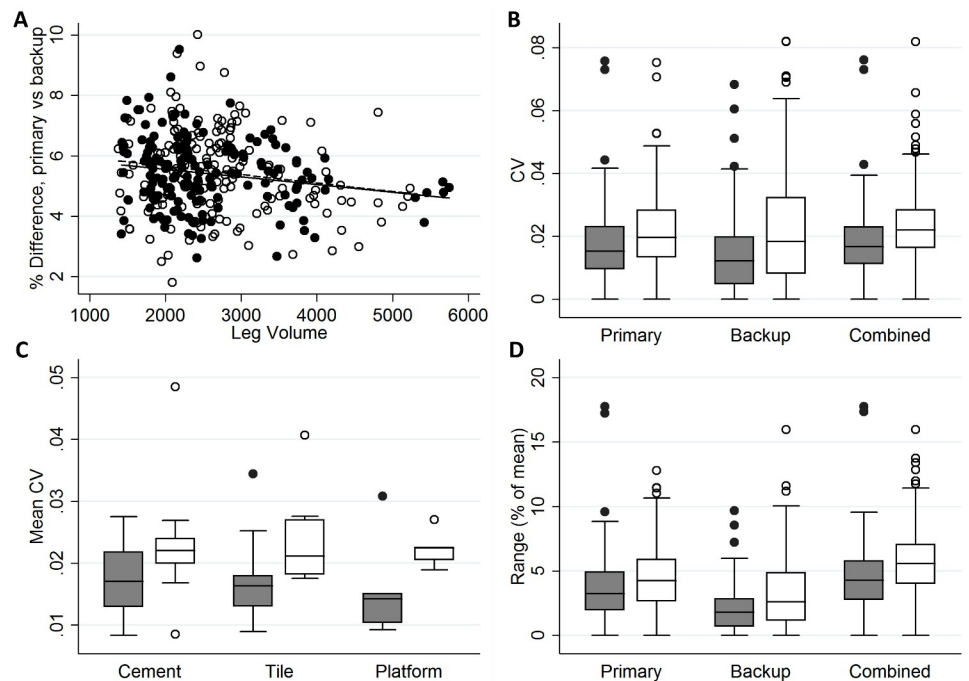 A
% Difference, primary vs backup
10
8
6
4
2
1000 2000 3000 4000 5000 6000
Leg Volume
B
CV
.08
.06
.04
.02
0
Primary Backup Combined
C
Mean CV
.05
.04
.03
.02
.01
Cement Tile Platform
D
Range (% of mean)
20
15
10
5
0
Primary Backup Combined